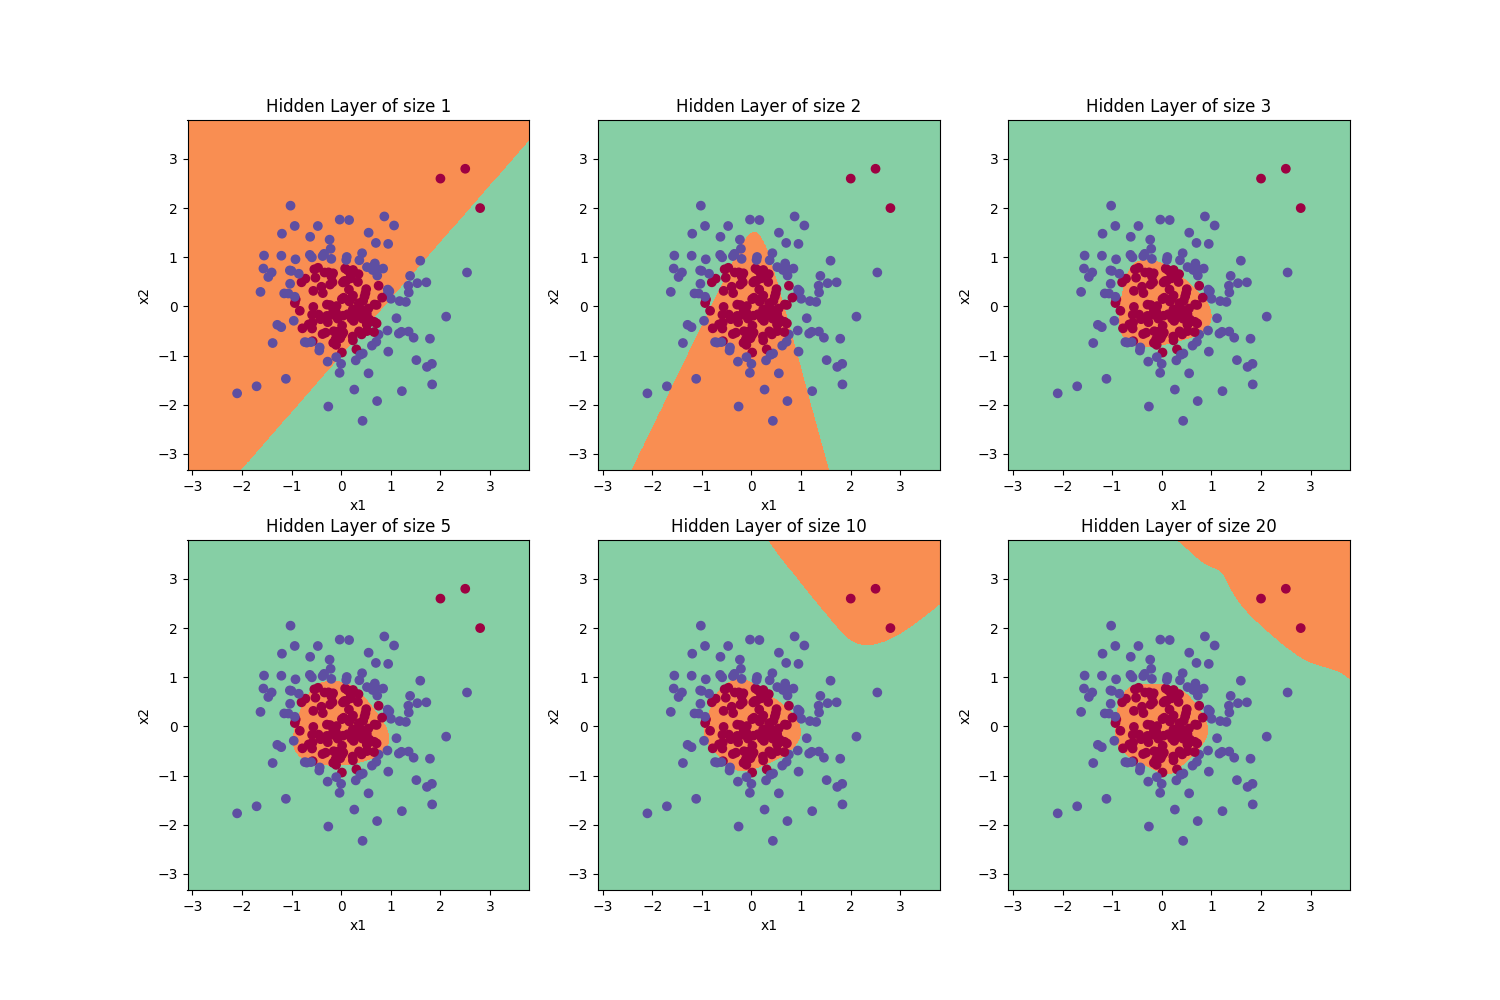 Hidden Layer of size 1
Hidden Layer of size 2
Hidden Layer of size 3
3
2
1
0
−1
−2
−3
x2
−3 −2 −1 0 1 2 3
x1
3
2
1
0
−1
−2
−3
x2
−3 −2 −1 0 1 2 3
x1
3
2
1
0
−1
−2
−3
x2
−3 −2 −1 0 1 2 3
x1
Hidden Layer of size 5
Hidden Layer of size 10
Hidden Layer of size 20
3
2
1
0
−1
−2
−3
x2
−3 −2 −1 0 1 2 3
x1
3
2
1
0
−1
−2
−3
x2
−3 −2 −1 0 1 2 3
x1
3
2
1
0
−1
−2
−3
x2
−3 −2 −1 0 1 2 3
x1